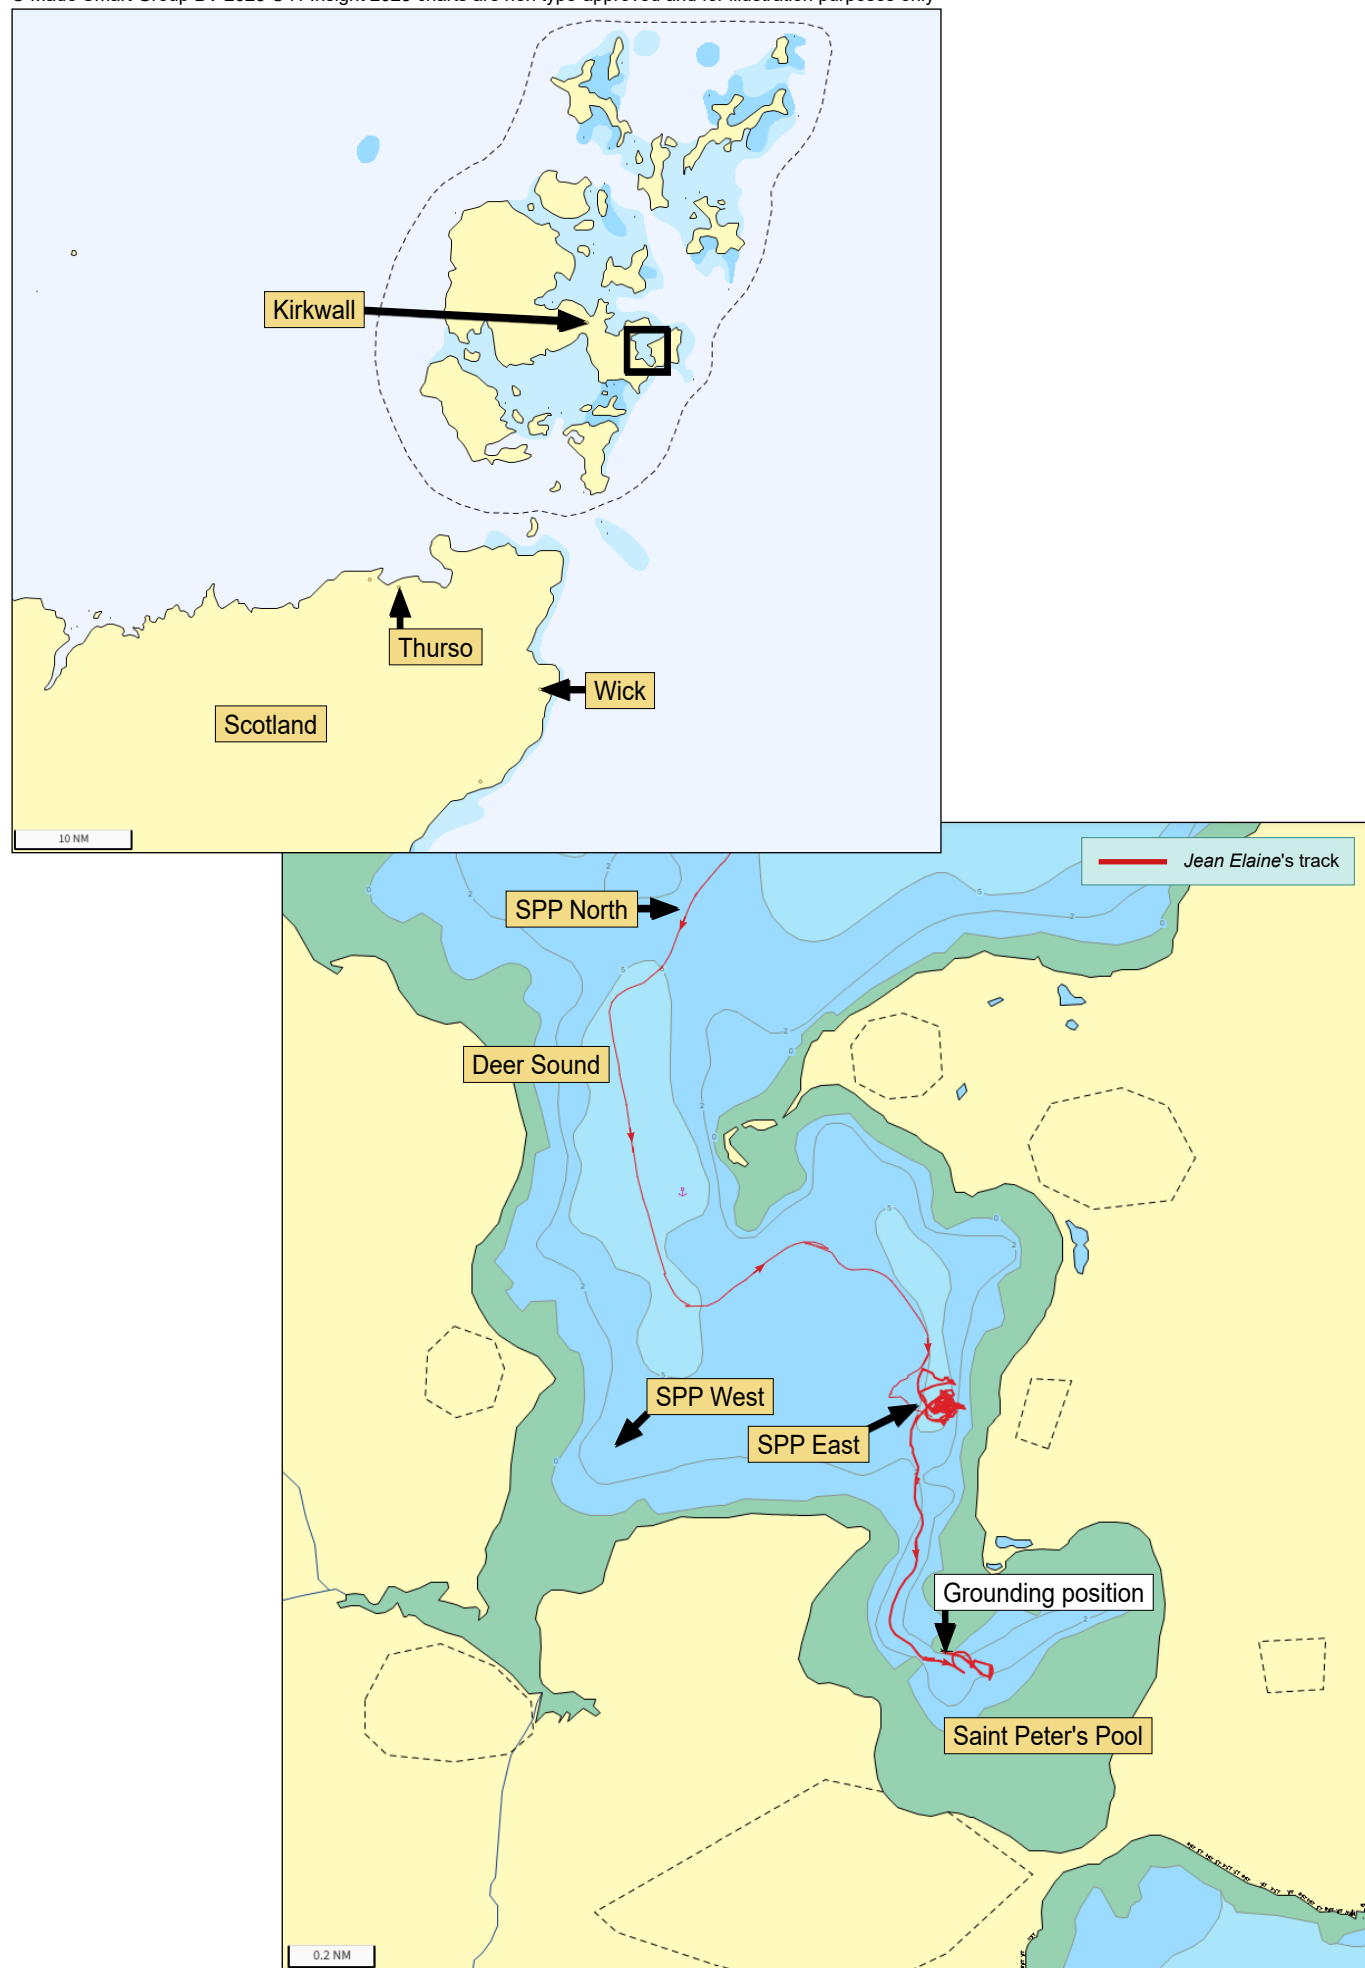 Kirkwall
Thurso
Wick
Scotland
10 NM
Jean Elaine's track
SPP North
Deer Sound
SPP West
SPP East
Grounding position
Saint Peter's Pool
0.2 NM